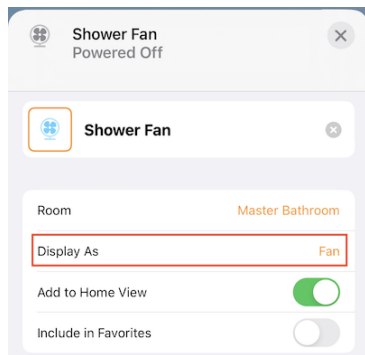 Shower Fan
Powered Off
Shower Fan
Room Master Bathroom
Display As Fan
Add to Home View
Include in Favorites